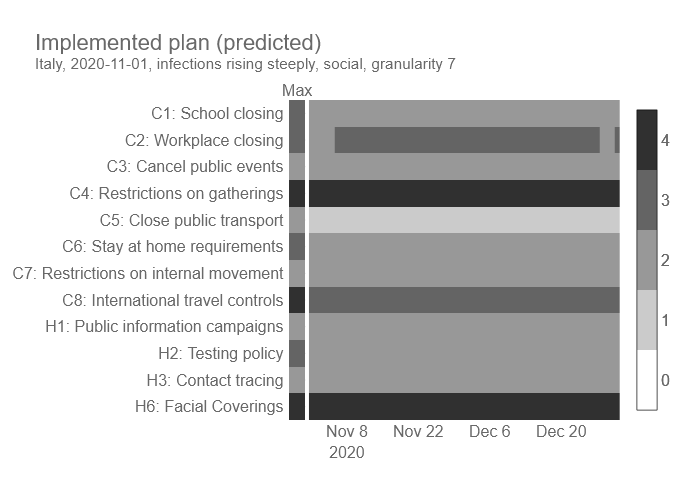 Implemented plan (predicted)
Italy, 2020-11-01, infections rising steeply, social, granularity 7
Max
C1: School closing
C2: Workplace closing
C3: Cancel public events
C4: Restrictions on gatherings
C5: Close public transport
C6: Stay at home requirements
C7: Restrictions on internal movement
C8: International travel controls
H1: Public information campaigns
H2: Testing policy
H3: Contact tracing
H6: Facial Coverings
Nov 8 Nov 22 Dec 6 Dec 20
2020
4
3
2
1
0